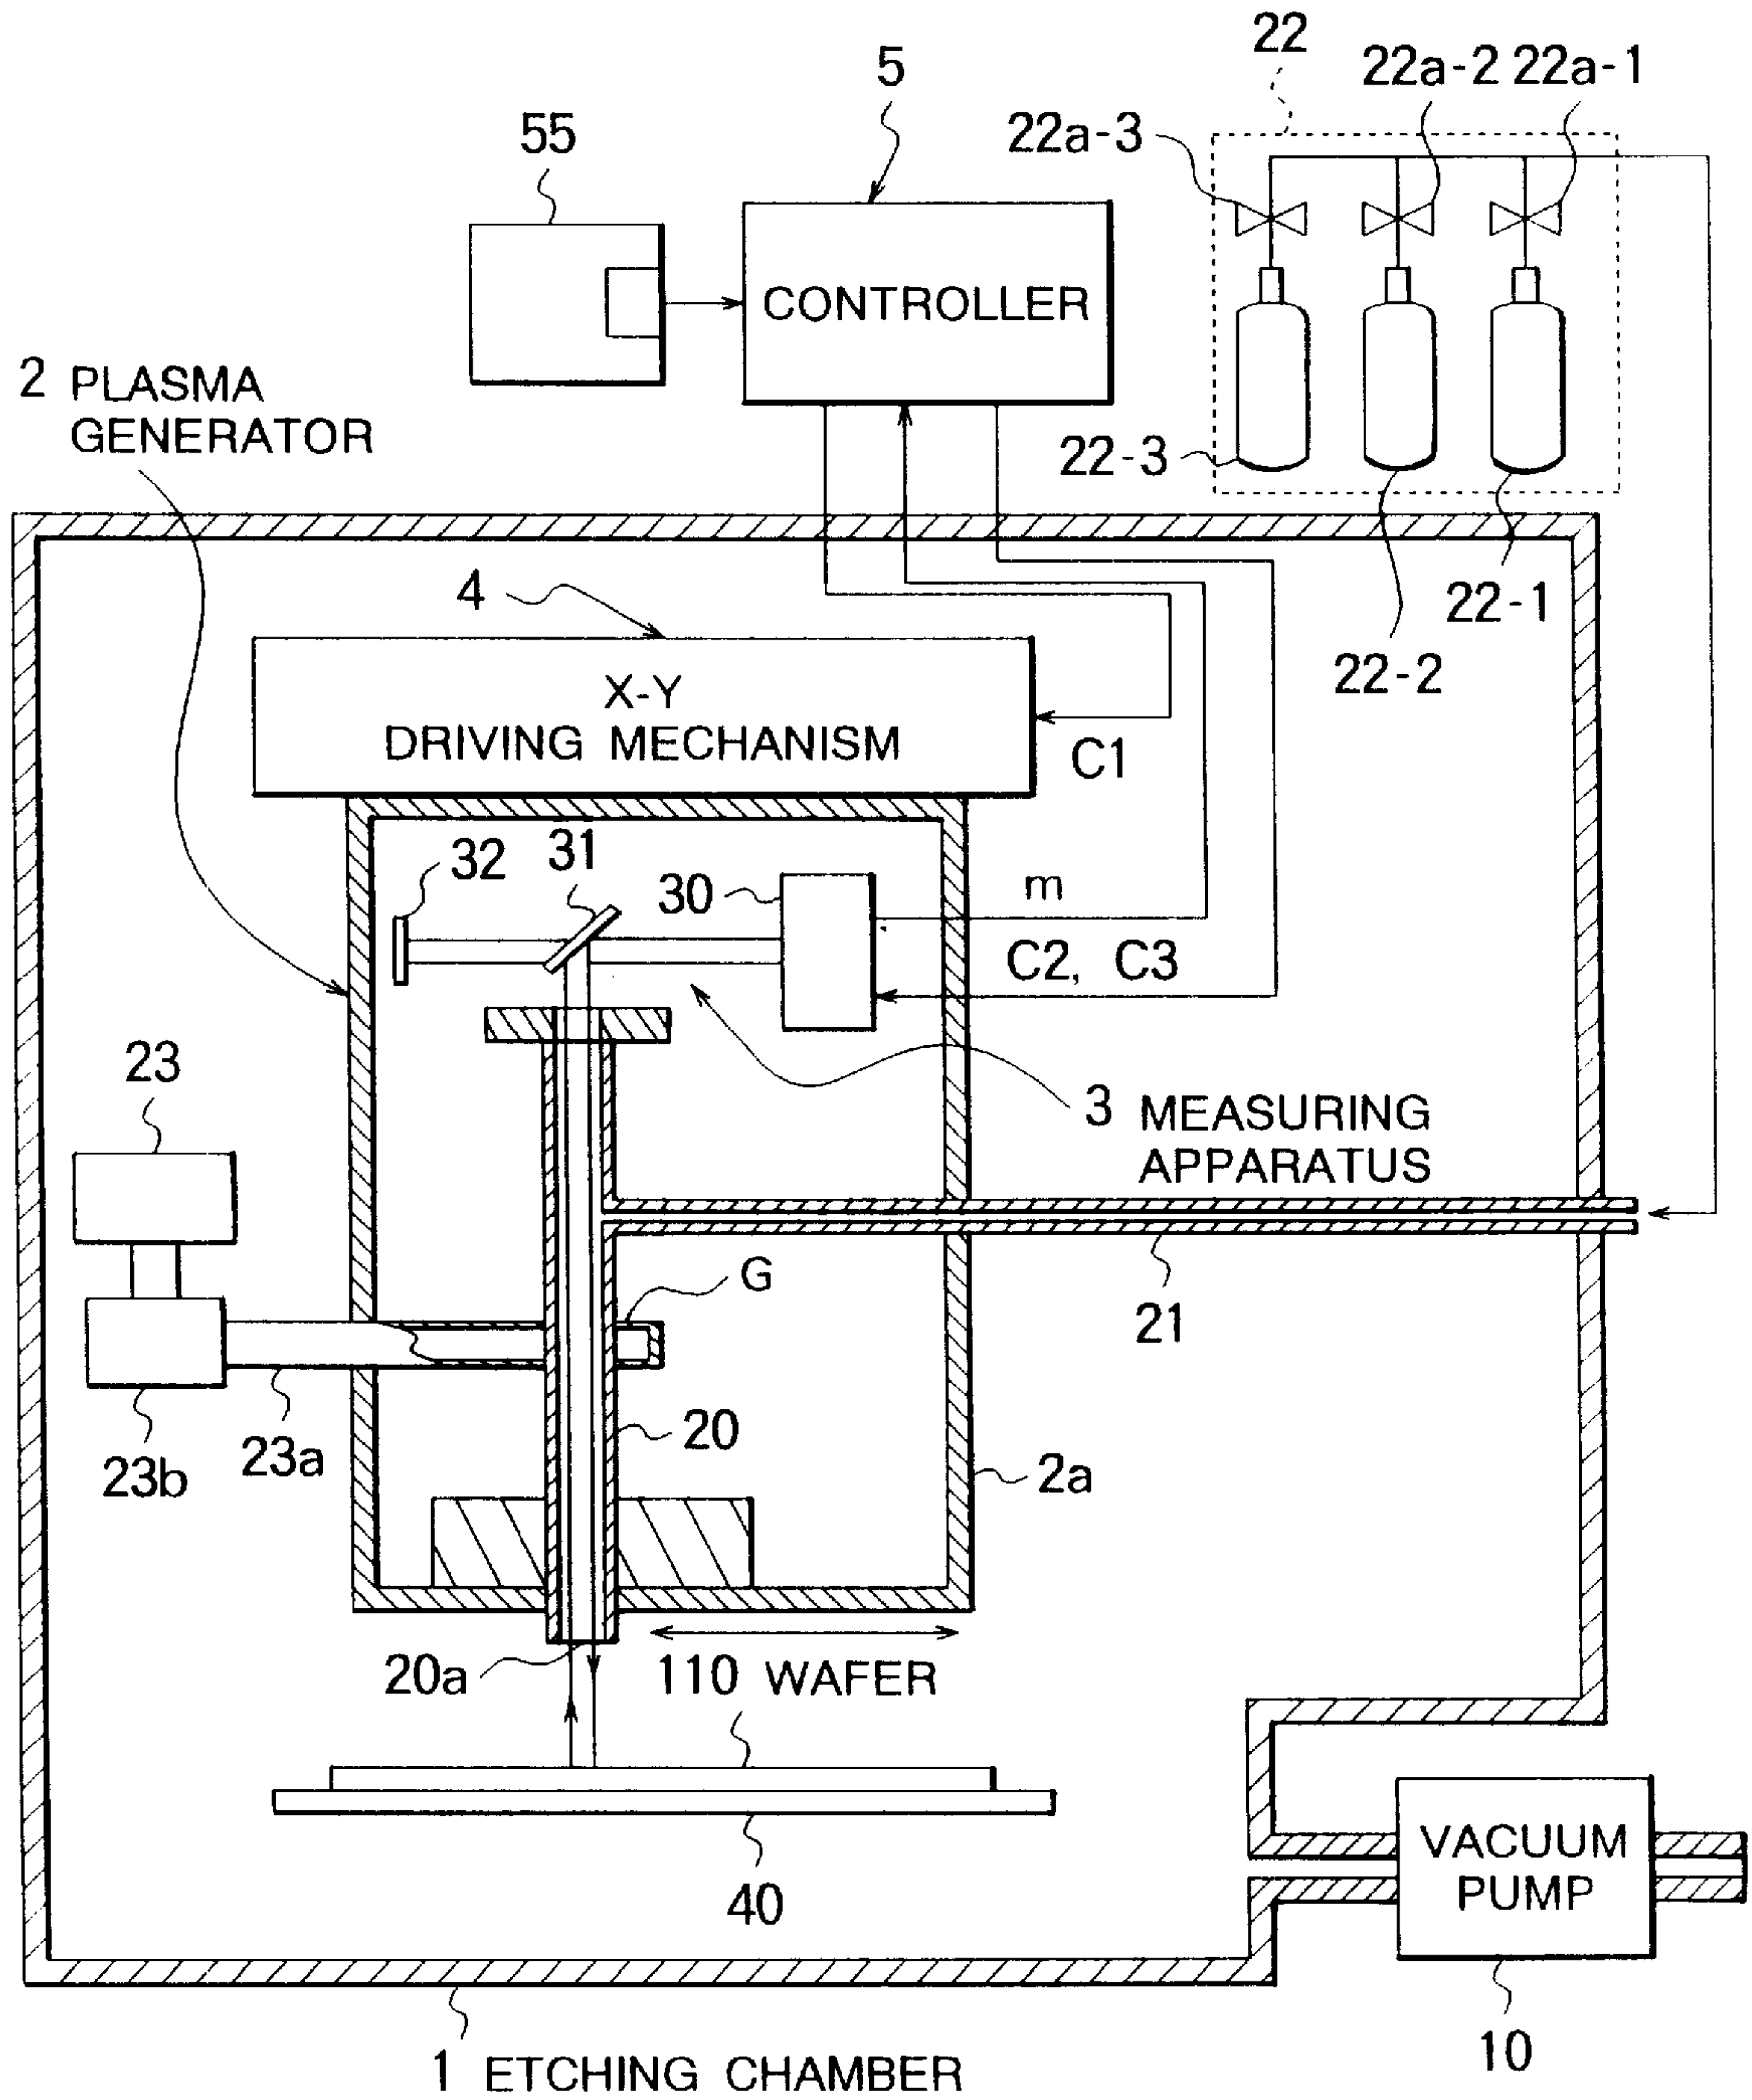 22
5
22a-2 22a-1
22a-3
55
CONTROLLER
2 PLASMA
GENERATOR
22-3
4
22-1
22-2
X-Y
DRIVING MECHANISM
C1
31
32
30
m
C2, C3
23
3 MEASURING
APPARATUS
G
21
20
23a
23b
2a
20a
110 WAFER
VACUUM
PUMP
40
10
1 ETCHING CHAMBER